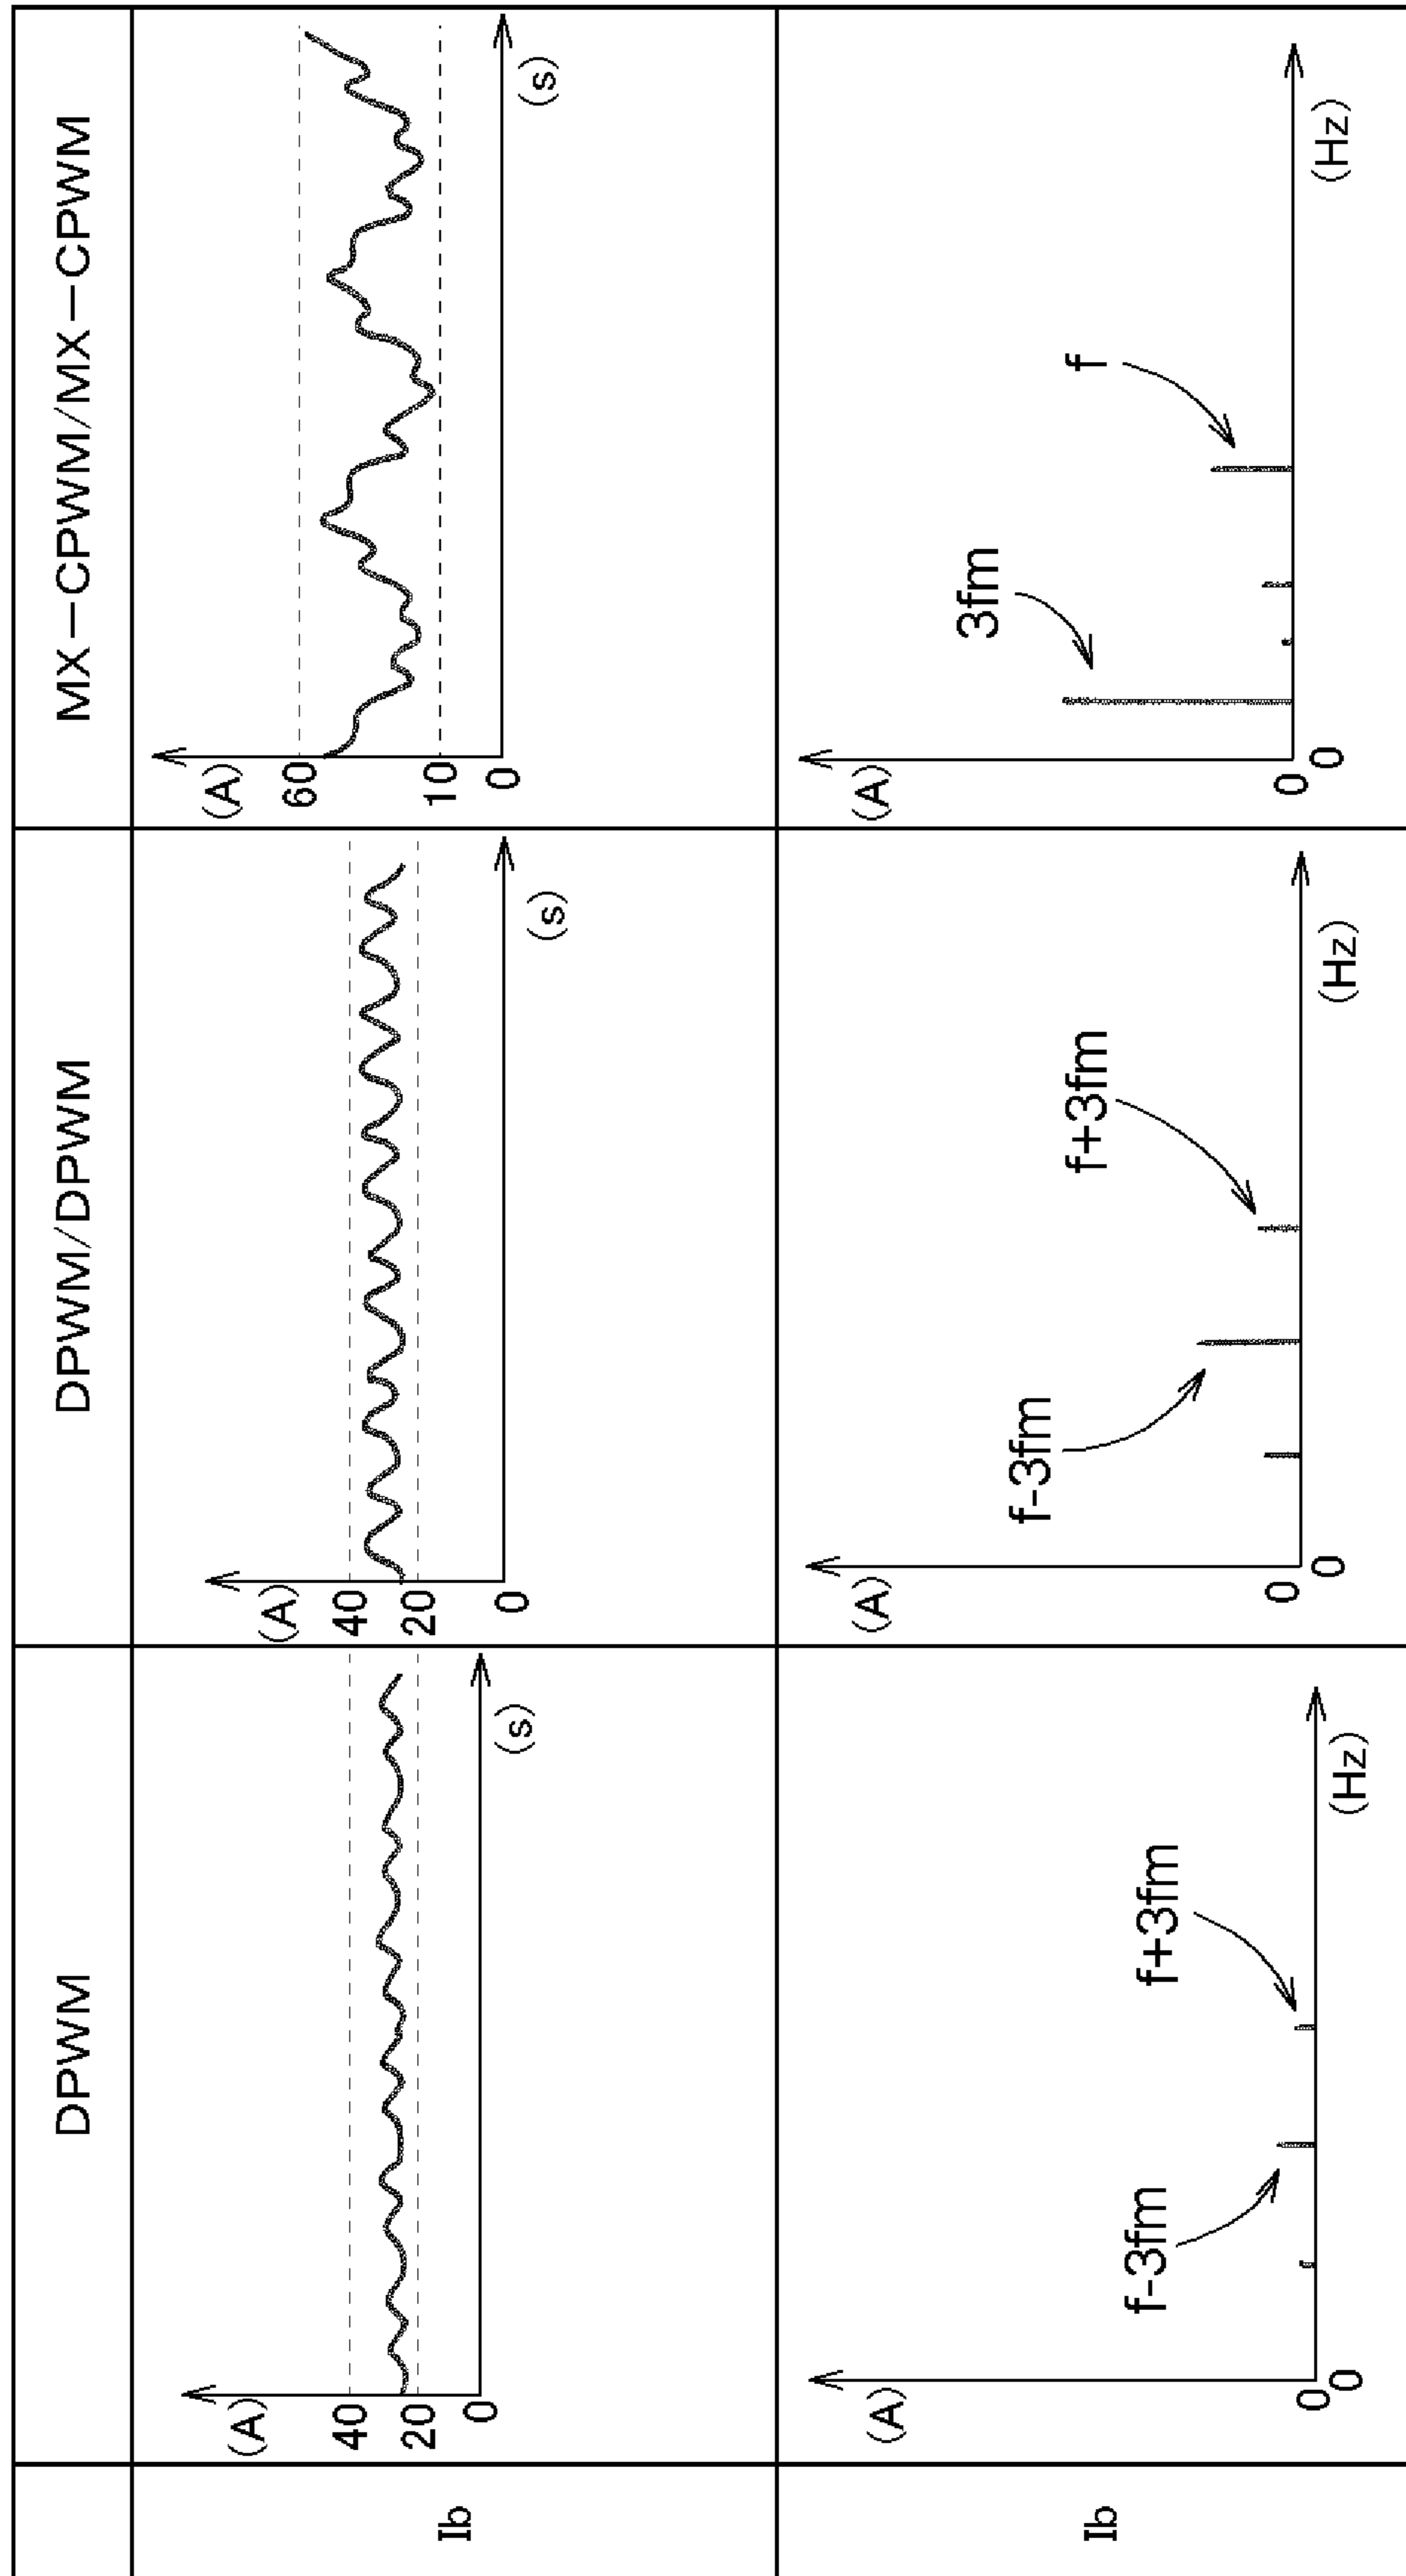 DPWM
DPWM/DPWM
MX−CPWM/MX−CPWM
Ib
(A)
40
20
0
(s)
(A)
40
20
0
(s)
(A)
60
10
0
(s)
Ib
(A)
f-3fm
f+3fm
0
0
(Hz)
(A)
f-3fm
f+3fm
0
0
(Hz)
(A)
3fm
f
0
0
(Hz)